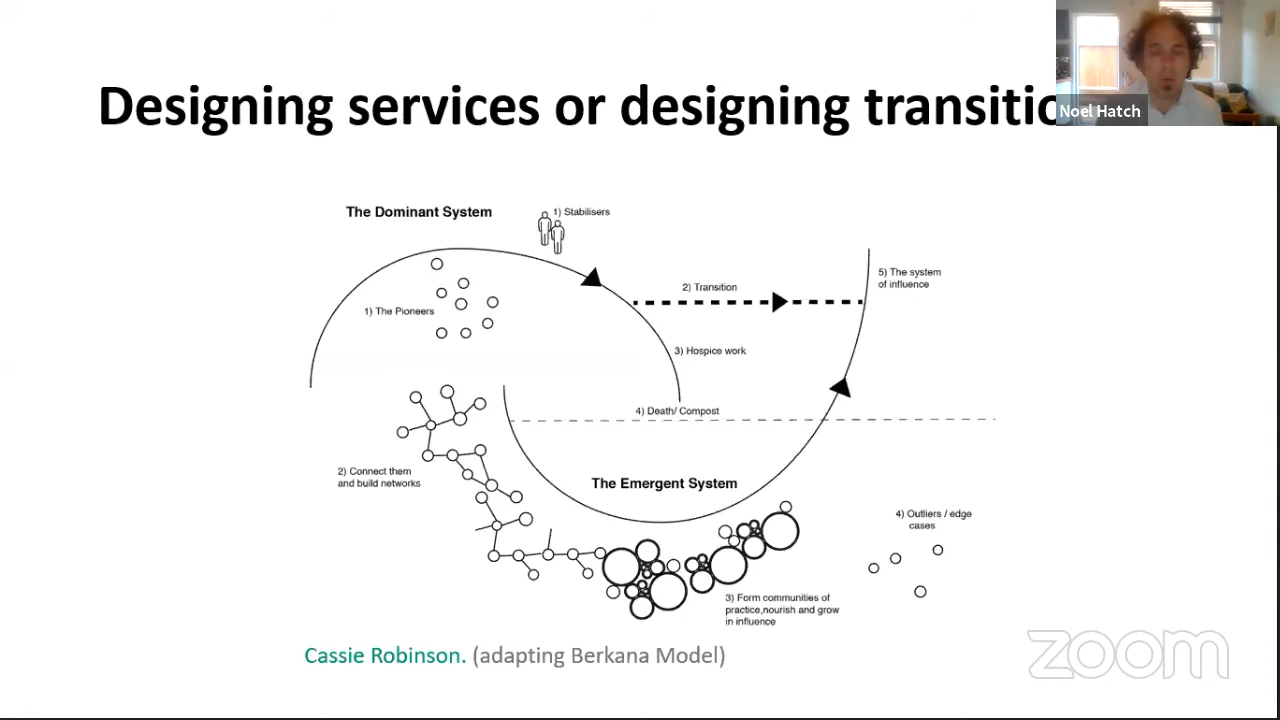 Designing services or designing transitio
Noel Hatch
The Dominant System
1) Stabilisers
5) The system
of influence
2) Transition
1) The Pioneers
3) Hospice work
4) Death/ Compost
2) Connect them
and build networks
The Emergent System
4) Outliers / edge
cases
3) Form communities of
practice,nourish and grow
in influence
Cassie Robinson. (adapting Berkana Model)
zoom